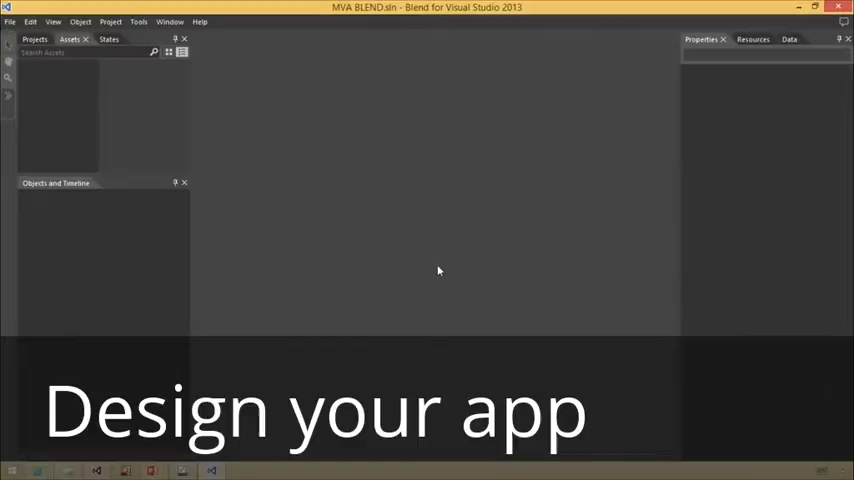 MVA BLEND.sln - Blend for Visual Studio 2013
File Edit View Object Project Tools Window Help
Projects Assets States
Search Assets
Objects and Timeline
Properties Resources Data
Design your app